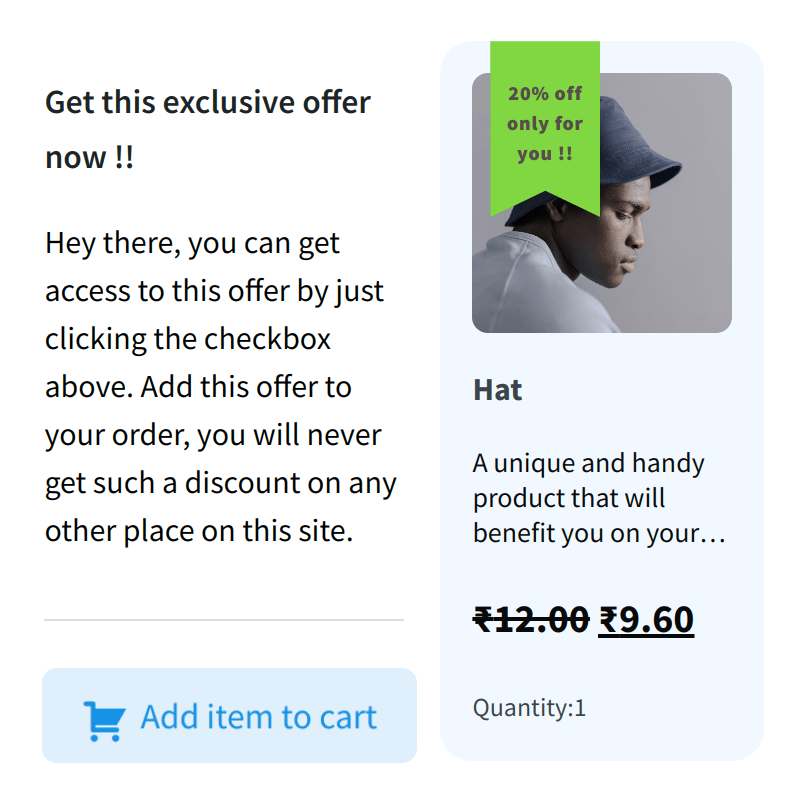 Get this exclusive offer
now !!
Hey there, you can get
access to this offer by just
clicking the checkbox
above. Add this offer to
your order, you will never
get such a discount on any
other place on this site.
Add item to cart
20% off
only for
you !!
Hat
A unique and handy
product that will
benefit you on your…
₹12.00 ₹9.60
Quantity:1